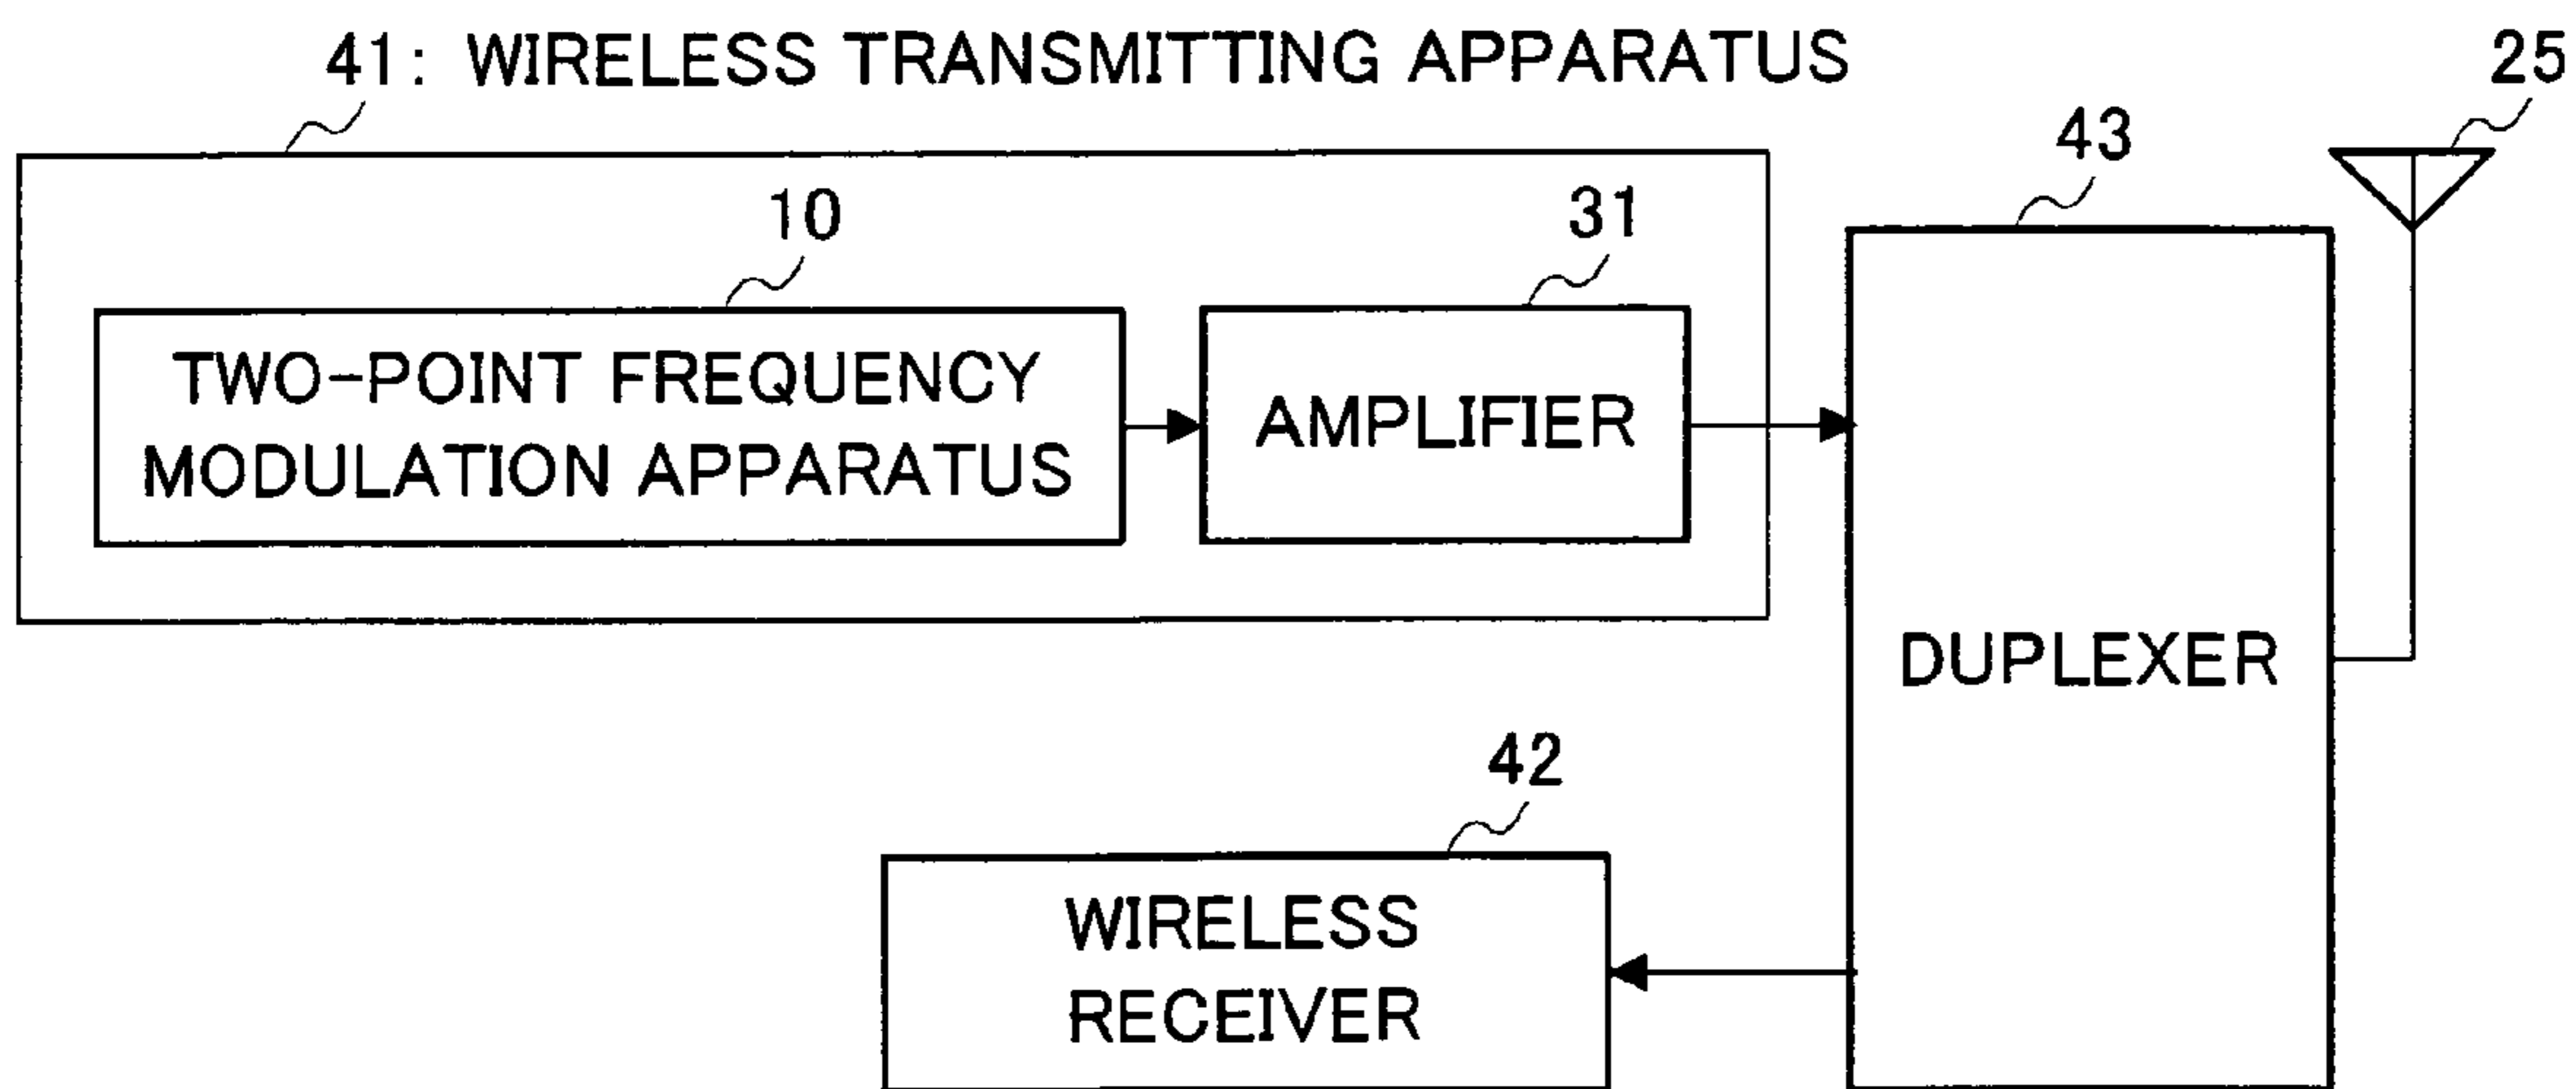 41: WIRELESS TRANSMITTING APPARATUS
25
43
10
31
TWO-POINT FREQUENCY
MODULATION APPARATUS
AMPLIFIER
DUPLEXER
42
WIRELESS
RECEIVER